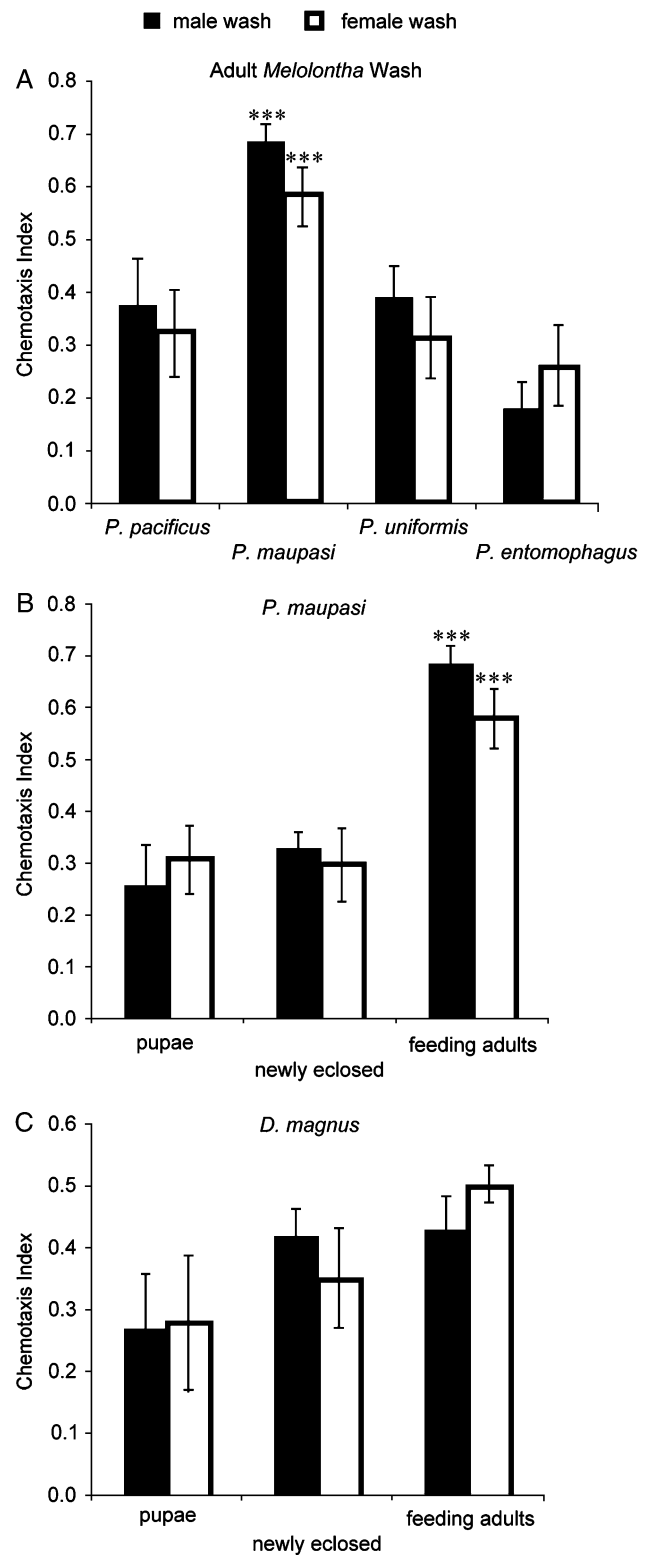 male wash female wash
A
Adult Melolontha Wash
Chemotaxis Index
0.8
0.7
0.6
0.5
0.4
0.3
0.2
0.1
0.0
***
***
P. pacificus
P. maupasi
P. uniformis
P. entomophagus
B
P. maupasi
Chemotaxis Index
0.8
0.7
0.6
0.5
0.4
0.3
0.2
0.1
0.0
***
***
pupae
newly eclosed
feeding adults
C
D. magnus
Chemotaxis Index
0.6
0.5
0.4
0.3
0.2
0.1
0.0
pupae
newly eclosed
feeding adults